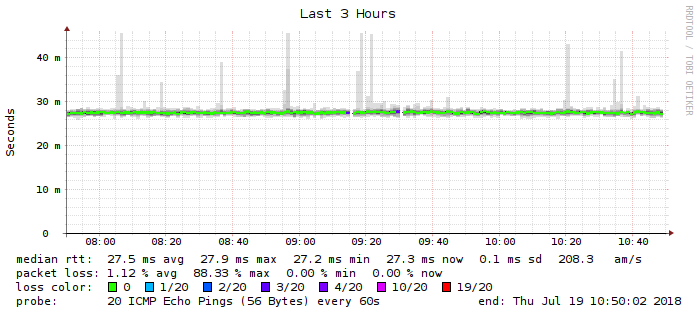 Last 3 Hours
RRDTOOL / TOBI OETIKER
Seconds
40 m
30 m
20 m
10 m
0
08:00 08:20 08:40 09:00 09:20 09:40 10:00 10:20 10:40
median rtt: 27.5 ms avg 27.9 ms max 27.2 ms min 27.3 ms now 0.1 ms sd 208.3 am/s
packet loss: 1.12 % avg 88.33 % max 0.00 % min 0.00 % now
loss color: 0 1/20 2/20 3/20 4/20 10/20 19/20
probe: 20 ICMP Echo Pings (56 Bytes) every 60s end: Thu Jul 19 10:50:02 2018